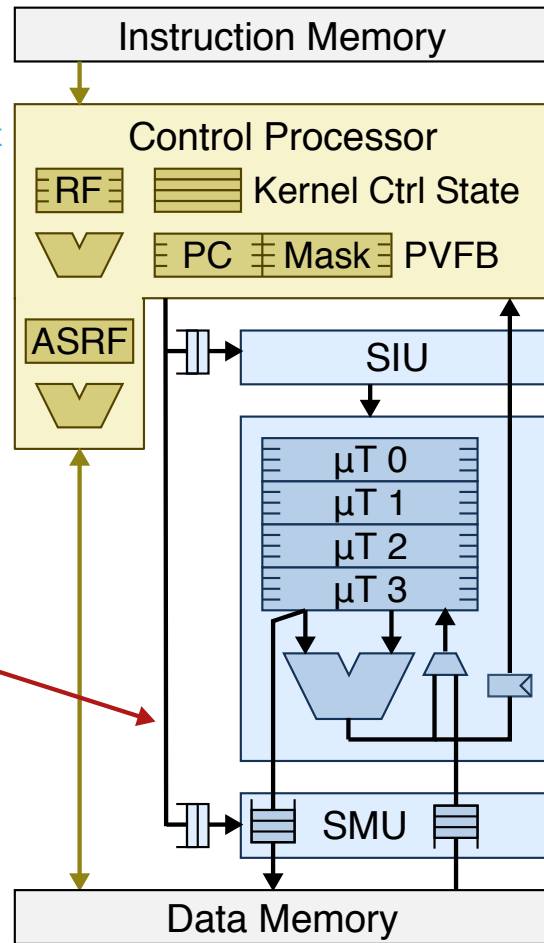 Instruction Memory
Control Processor
RF
Kernel Ctrl State
PC
Mask
PVFB
ASRF
SIU
µT 0
µT 1
µT 2
µT 3
SMU
Data Memory